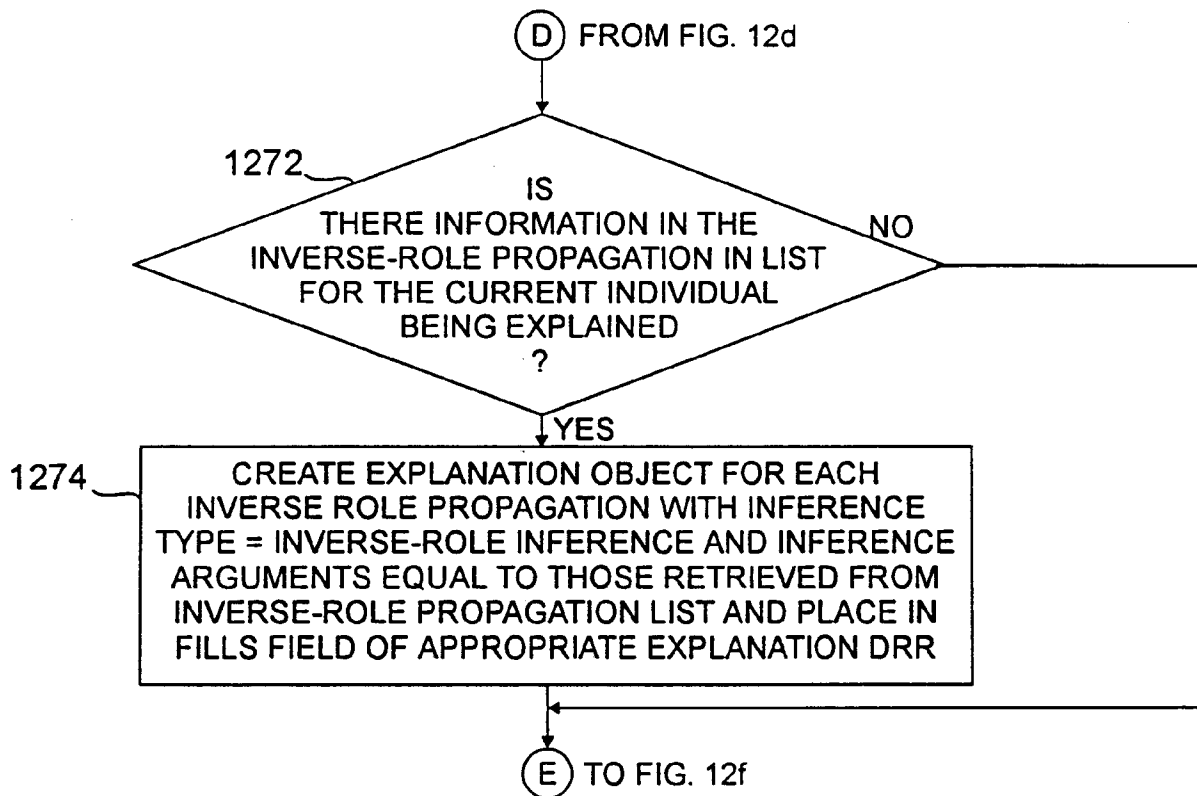 D FROM FIG. 12d
1272
IS
THERE INFORMATION IN THE
INVERSE-ROLE PROPAGATION IN LIST
FOR THE CURRENT INDIVIDUAL
BEING EXPLAINED
?
NO
YES
1274
CREATE EXPLANATION OBJECT FOR EACH
INVERSE ROLE PROPAGATION WITH INFERENCE
TYPE = INVERSE-ROLE INFERENCE AND INFERENCE
ARGUMENTS EQUAL TO THOSE RETRIEVED FROM
INVERSE-ROLE PROPAGATION LIST AND PLACE IN
FILLS FIELD OF APPROPRIATE EXPLANATION DRR
E TO FIG. 12f